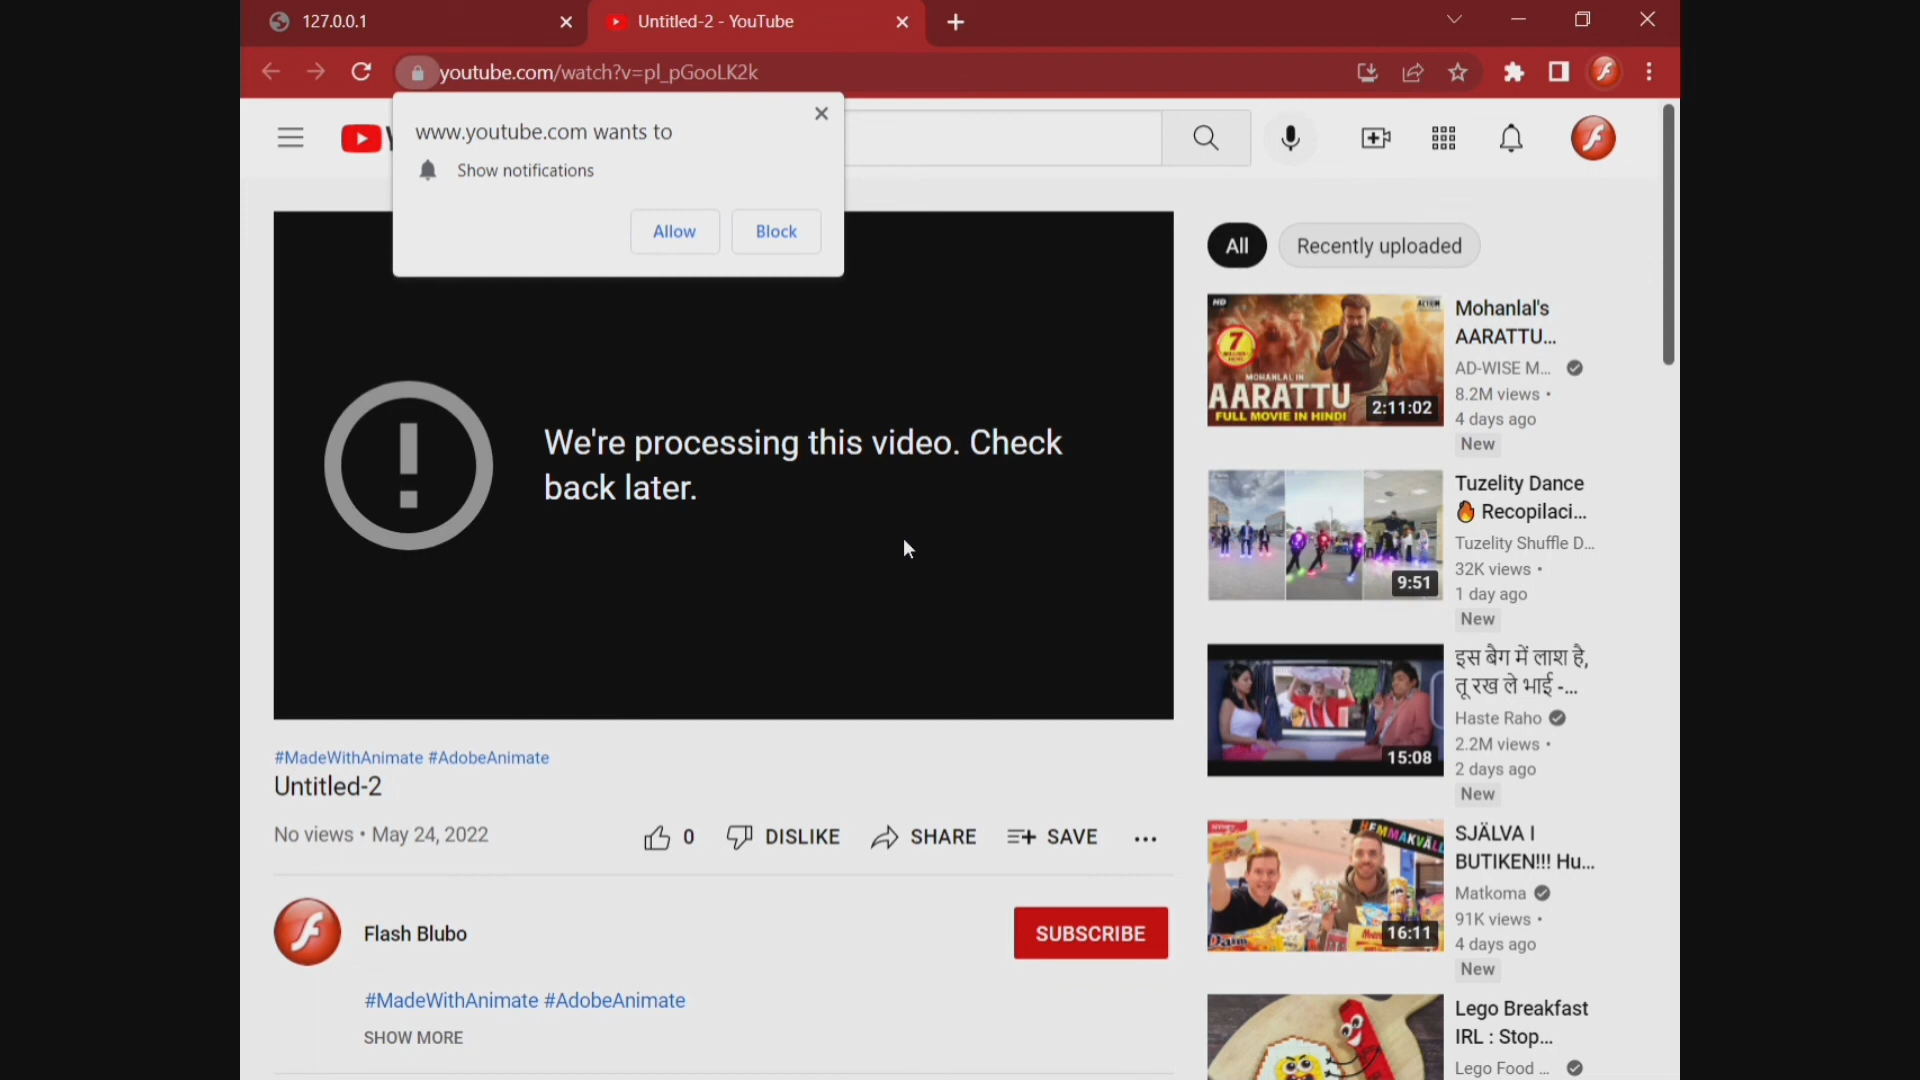 127.0.0.1
Untitled-2 - YouTube
youtube.com/watch?v=pl_pGooLK2k
www.youtube.com wants to
Show notifications
Allow
Block
We're processing this video. Check
back later.
#MadeWithAnimate #AdobeAnimate
Untitled-2
No views • May 24, 2022
0
DISLIKE
SHARE
SAVE
Flash Blubo
SUBSCRIBE
#MadeWithAnimate #AdobeAnimate
SHOW MORE
All
Recently uploaded
HD
ACTION
7
MOHANLAL IN
AARATTU
FULL MOVIE IN HINDI
2:11:02
Mohanlal's
AARATTU...
AD-WISE M...
8.2M views •
4 days ago
New
9:51
Tuzelity Dance
🔥 Recopilaci...
Tuzelity Shuffle D...
32K views •
1 day ago
New
15:08
इस बैग में लाश है,
तू रख ले भाई -...
Haste Raho
2.2M views •
2 days ago
New
HEMMAKVÄLL
16:11
SJÄLVA I
BUTIKEN!!! Hu...
Matkoma
91K views •
4 days ago
New
Lego Breakfast
IRL : Stop...
Lego Food ...